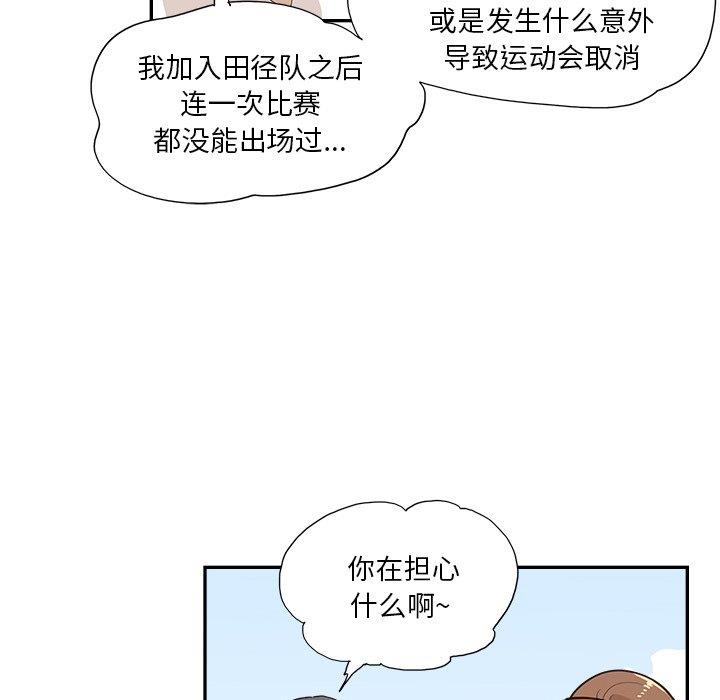 或是发生什么意外
导致运动会取消
我加入田径队之后
连一次比赛
都没能出场过...
你在担心
什么啊~